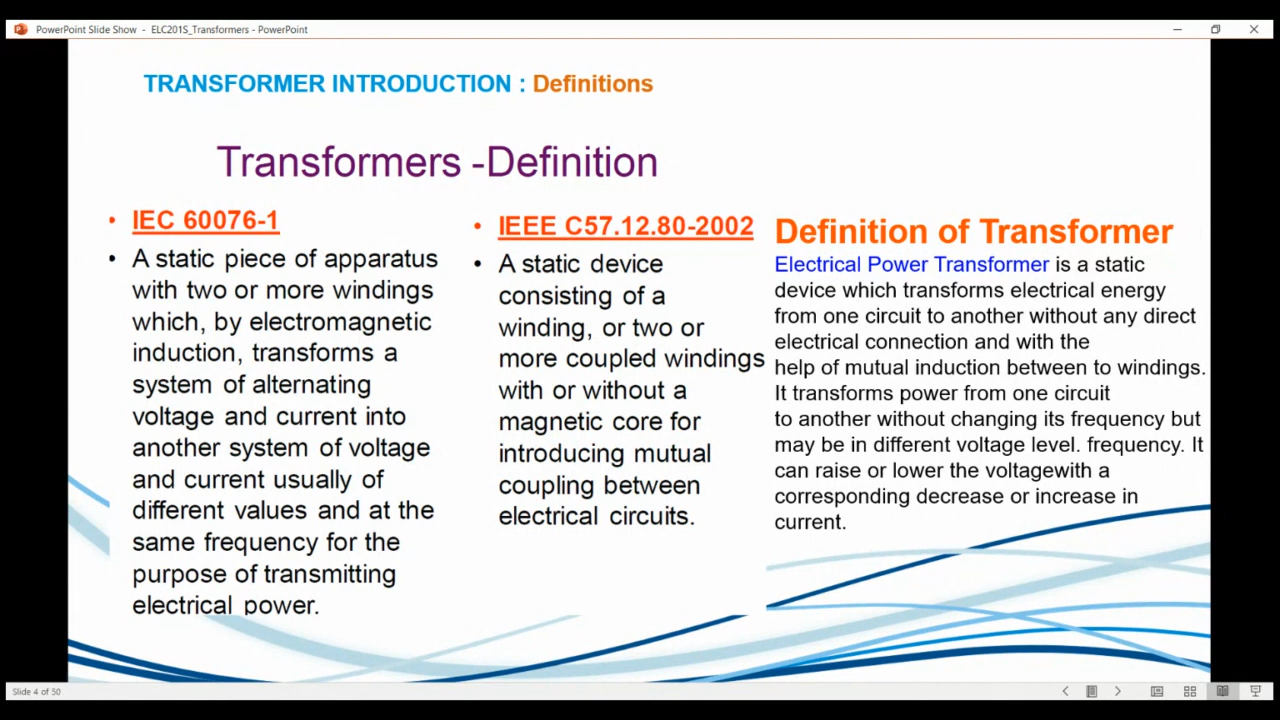 PowerPoint Slide Show - ELC201S_Transformers - PowerPoint
TRANSFORMER INTRODUCTION : Definitions
Transformers -Definition
• IEC 60076-1
• A static piece of apparatus
with two or more windings
which, by electromagnetic
induction, transforms a
system of alternating
voltage and current into
another system of voltage
and current usually of
different values and at the
same frequency for the
purpose of transmitting
electrical power.
• IEEE C57.12.80-2002
• A static device
consisting of a
winding, or two or
more coupled windings
with or without a
magnetic core for
introducing mutual
coupling between
electrical circuits.
Definition of Transformer
Electrical Power Transformer is a static
device which transforms electrical energy
from one circuit to another without any direct
electrical connection and with the
help of mutual induction between to windings.
It transforms power from one circuit
to another without changing its frequency but
may be in different voltage level. frequency. It
can raise or lower the voltagewith a
corresponding decrease or increase in
current.
Slide 4 of 50